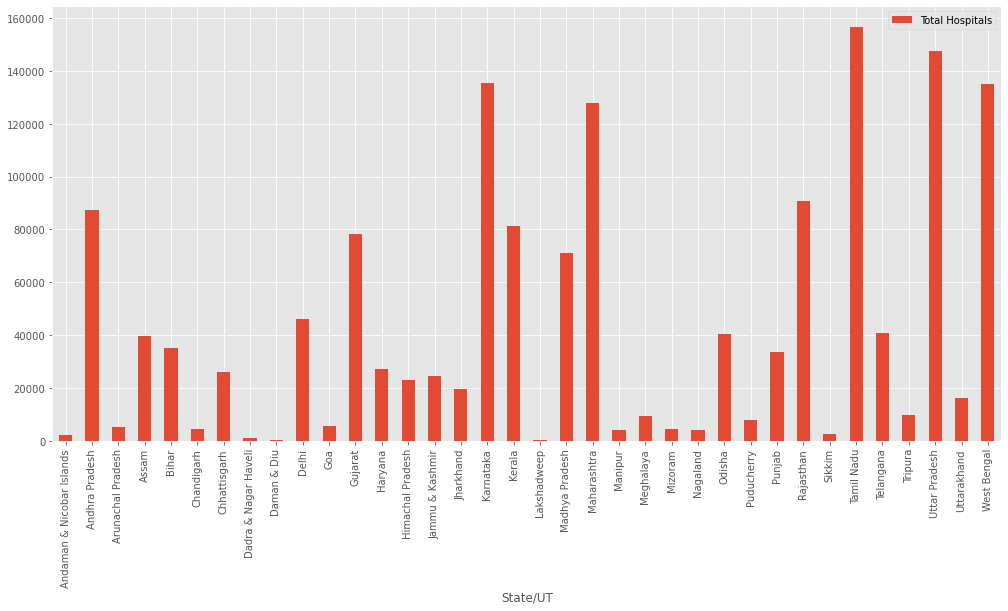 160000
140000
120000
100000
80000
60000
40000
20000
0
Total Hospitals
Andaman & Nicobar Islands
Andhra Pradesh
Arunachal Pradesh
Assam
Bihar
Chandigarh
Chhattisgarh
Dadra & Nagar Haveli
Daman & Diu
Delhi
Goa
Gujarat
Haryana
Himachal Pradesh
Jammu & Kashmir
Jharkhand
Karnataka
Kerala
Lakshadweep
Madhya Pradesh
Maharashtra
Manipur
Meghalaya
Mizoram
Nagaland
Odisha
Puducherry
Punjab
Rajasthan
Sikkim
Tamil Nadu
Telangana
Tripura
Uttar Pradesh
Uttarakhand
West Bengal
State/UT